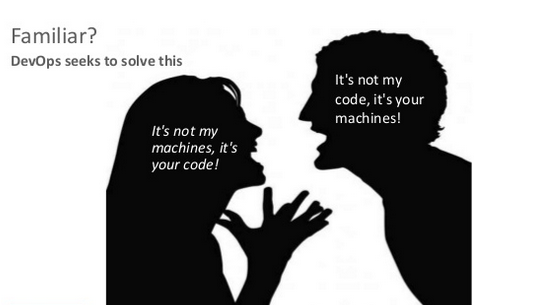 Familiar?
DevOps seeks to solve this
It's not my
machines, it's
your code!
It's not my
code, it's your
machines!